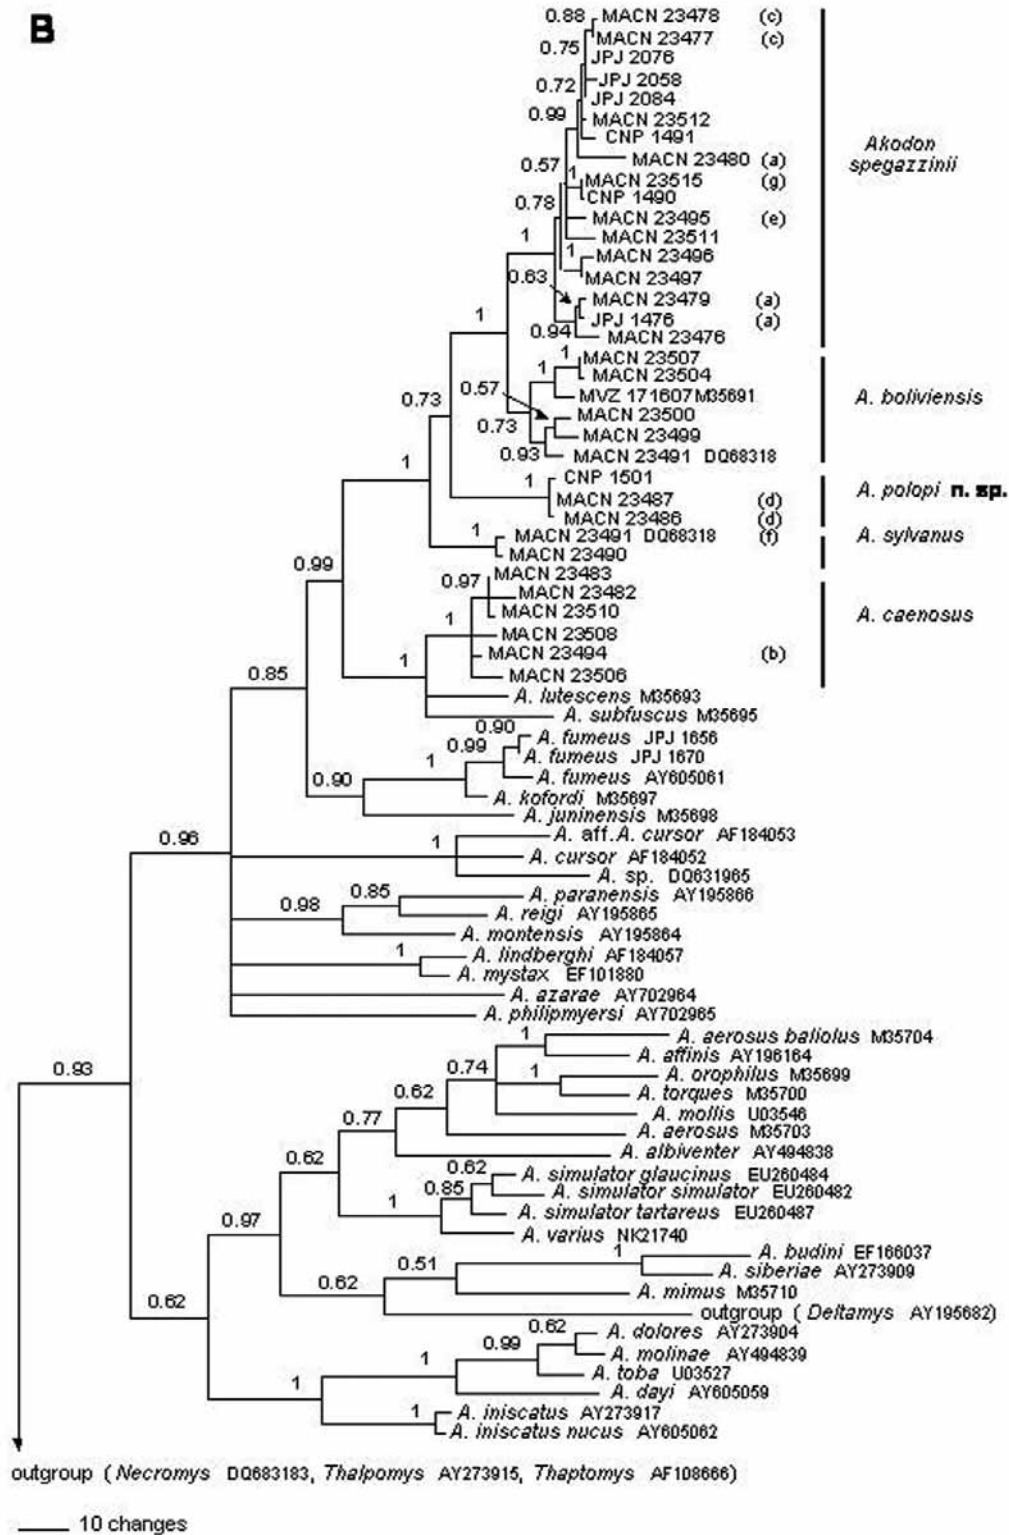 B
0.88 MACN 23478 (c)
MACN 23477 (c)
0.75 JPJ 2076
JPJ 2058
0.72 JPJ 2084
0.99 MACN 23512
CNP 1491
Akodon
spegazzinii
MACN 23480 (a)
0.57 1 MACN 23515 (g)
CNP 1490
0.78 MACN 23495 (e)
1 MACN 23511
1 MACN 23496
0.63 MACN 23497
MACN 23479 (a)
1 JPJ 1476 (a)
0.94 MACN 23476
1 MACN 23507
1 MACN 23504
0.57 MVZ 171607 M35691 A. boliviensis
0.73 MACN 23500
0.73 MACN 23499
0.93 MACN 23491 DQ68318
1 CNP 1501
1 MACN 23487 (d) A. polopi n. sp.
MACN 23486 (d)
1 MACN 23491 DQ68318 (f) A. sylvanus
MACN 23490
0.99 0.97 MACN 23483
MACN 23482
1 MACN 23510 A. caenosus
MACN 23508
1 MACN 23494 (b)
0.85 MACN 23506
A. lutescens M35693
A. subfuscus M35695
0.90 A. fumeus JPJ 1656
0.99 A. fumeus JPJ 1670
1 A. fumeus AY605061
0.90 A. kofordi M35697
A. juninensis M35698
0.96 1 A. aff. A. cursor AF184053
A. cursor AF184052
A. sp. DQ631965
0.85 A. paranensis AY195866
0.98 A. reigi AY195865
A. montensis AY195864
1 A. lindberghi AF184057
A. mystax EF101880
A. azarae AY702964
A. philipmyersi AY702965
1 A. aerosus baliolus M35704
A. affinis AY196164
0.93 0.74 1 A. orophilus M35699
0.62 A. torques M35700
A. mollis U03546
0.77 A. aerosus M35703
A. albiventer AY494838
0.62 0.62 A. simulator glaucinus EU260484
0.85 A. simulator simulator EU260482
1 A. simulator tartareus EU260487
0.97 A. varius NK21740
1 A. budini EF166037
0.51 A. siberiae AY273909
0.62 A. mimus M35710
0.62 outgroup ( Deltamys AY195682)
0.62 A. dolores AY273904
0.99 A. molinae AY494839
1 A. toba U03527
1 A. dayi AY605059
1 A. iniscatus AY273917
A. iniscatus nucus AY605062
outgroup ( Necromys DQ683183, Thalpomys AY273915, Thaptomys AF108666)
10 changes